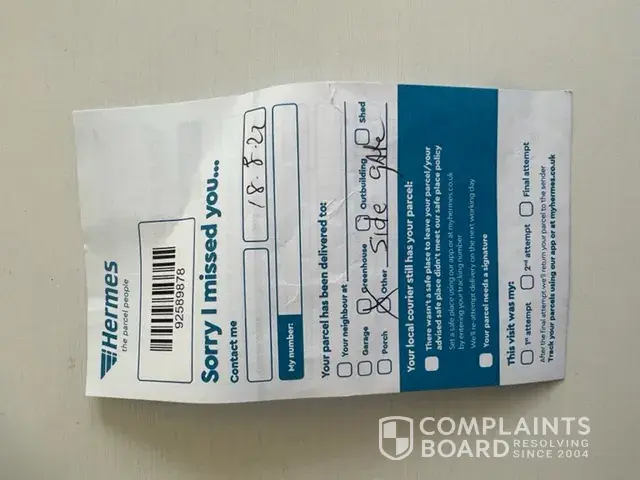 Hermes
the parcel people
92589878
Sorry I missed you...
Contact me
18.8.22
My number:
Your parcel has been delivered to:
Your neighbour at
Garage Greenhouse Outbuilding Shed
Porch Other Side gate
Your local courier still has your parcel:
There wasn't a safe place to leave your parcel/your
advised safe place didn't meet our safe place policy
Set a safe place using our app or at myhermes.co.uk
by entering your tracking number
We'll re-attempt delivery on the next working day
Your parcel needs a signature
This visit was my:
1st attempt 2nd attempt Final attempt
After the final attempt we'll return your parcel to the sender
Track your parcels using our app or at myhermes.co.uk
COMPLAINTS
BOARD RESOLVING
SINCE 2004